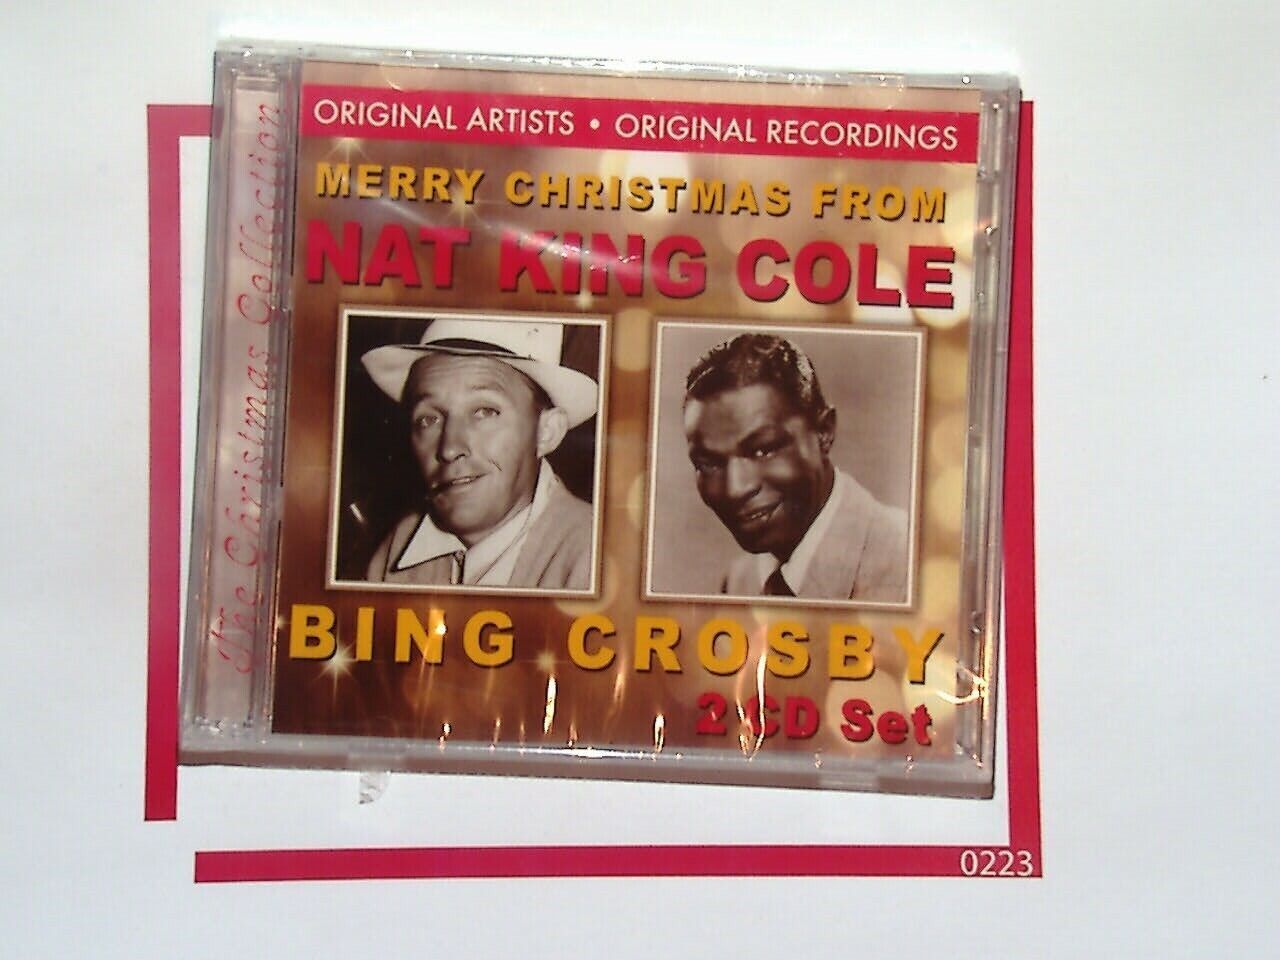 The Christmas Collection
ORIGINAL ARTISTS • ORIGINAL RECORDINGS
MERRY CHRISTMAS FROM
NAT KING COLE
BING CROSBY
2 CD Set
0223